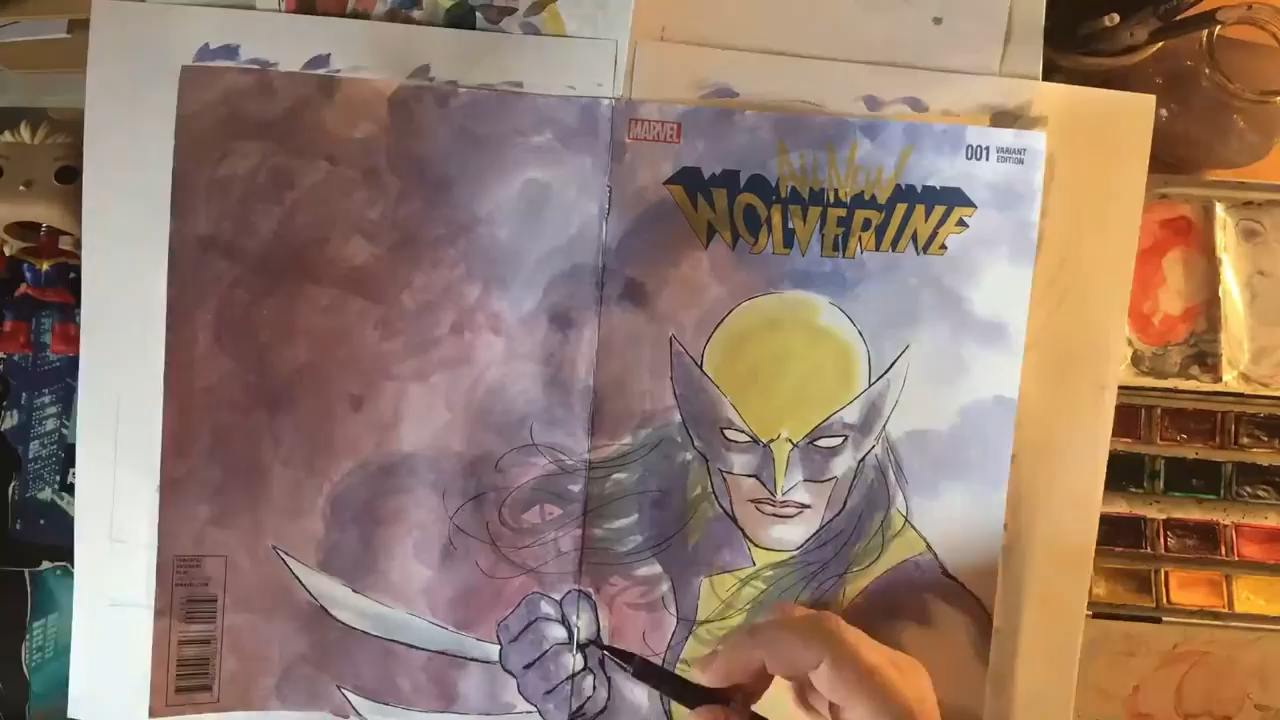 MARVEL
001 VARIANT
EDITION
All-New
WOLVERINE